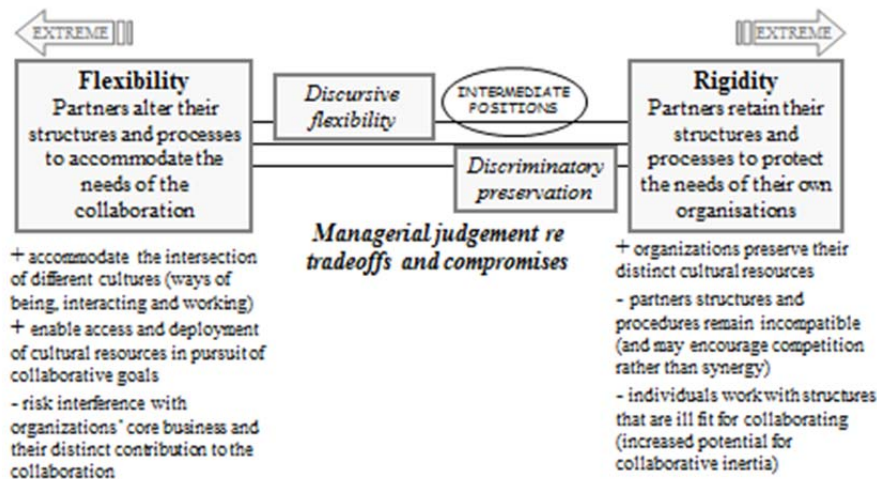 EXTREME
EXTREME
Flexibility
Partners alter their
structures and processes
to accommodate the
needs of the
collaboration
Discursive
flexibility
INTERMEDIATE
POSITIONS
Discriminatory
preservation
Managerial judgement re
tradeoffs and compromises
Rigidity
Partners retain their
structures and
processes to protect
the needs of their own
organisations
+ accommodate the intersection
of different cultures (ways of
being, interacting and working)
+ enable access and deployment
of cultural resources in pursuit of
collaborative goals
- risk interference with
organizations' core business and
their distinct contribution to the
collaboration
+ organizations preserve their
distinct cultural resources
- partners structures and
procedures remain incompatible
(and may encourage competition
rather than synergy)
- individuals work with structures
that are ill fit for collaborating
(increased potential for
collaborative inertia)